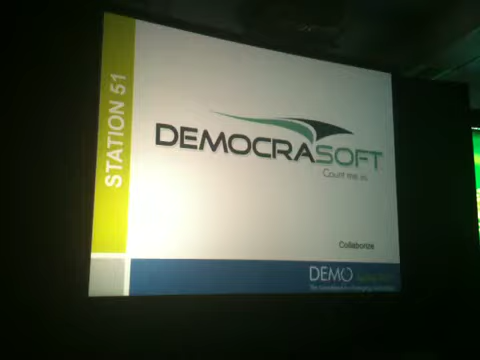 STATION 51
DEMOCRASOFT
Count me in.
Collaborize
DEMO